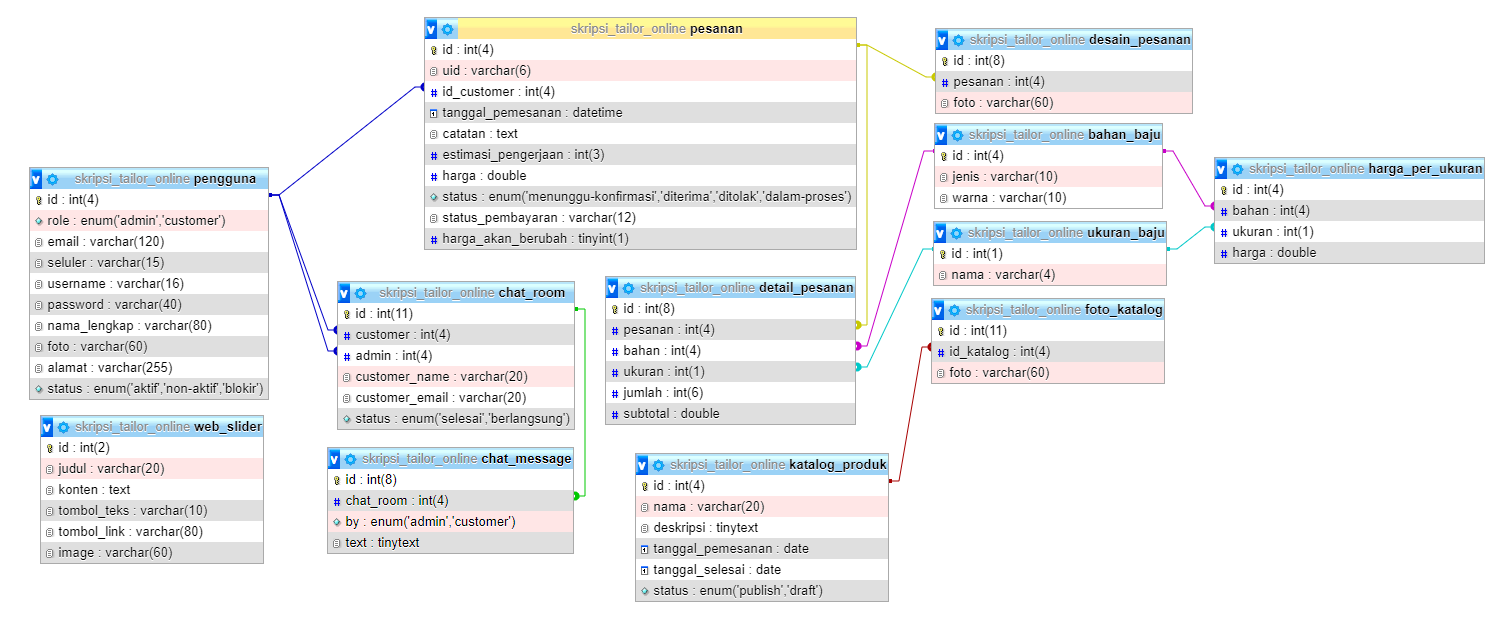 skripsi_tailor_online pesanan
id : int(4)
uid : varchar(6)
id_customer : int(4)
tanggal_pemesanan : datetime
catatan : text
estimasi_pengerjaan : int(3)
harga : double
status : enum('menunggu-konfirmasi','diterima','ditolak','dalam-proses')
status_pembayaran : varchar(12)
harga_akan_berubah : tinyint(1)
skripsi_tailor_online desain_pesanan
id : int(8)
pesanan : int(4)
foto : varchar(60)
skripsi_tailor_online bahan_baju
id : int(4)
jenis : varchar(10)
warna : varchar(10)
skripsi_tailor_online harga_per_ukuran
id : int(4)
bahan : int(4)
ukuran : int(1)
harga : double
skripsi_tailor_online pengguna
id : int(4)
role : enum('admin','customer')
email : varchar(120)
seluler : varchar(15)
username : varchar(16)
password : varchar(40)
nama_lengkap : varchar(80)
foto : varchar(60)
alamat : varchar(255)
status : enum('aktif','non-aktif','blokir')
skripsi_tailor_online ukuran_baju
id : int(1)
nama : varchar(4)
skripsi_tailor_online chat_room
id : int(11)
customer : int(4)
admin : int(4)
customer_name : varchar(20)
customer_email : varchar(20)
status : enum('selesai','berlangsung')
skripsi_tailor_online detail_pesanan
id : int(8)
pesanan : int(4)
bahan : int(4)
ukuran : int(1)
jumlah : int(6)
subtotal : double
skripsi_tailor_online foto_katalog
id : int(11)
id_katalog : int(4)
foto : varchar(60)
skripsi_tailor_online web_slider
id : int(2)
judul : varchar(20)
konten : text
tombol_teks : varchar(10)
tombol_link : varchar(80)
image : varchar(60)
skripsi_tailor_online chat_message
id : int(8)
chat_room : int(4)
by : enum('admin','customer')
text : tinytext
skripsi_tailor_online katalog_produk
id : int(4)
nama : varchar(20)
deskripsi : tinytext
tanggal_pemesanan : date
tanggal_selesai : date
status : enum('publish','draft')